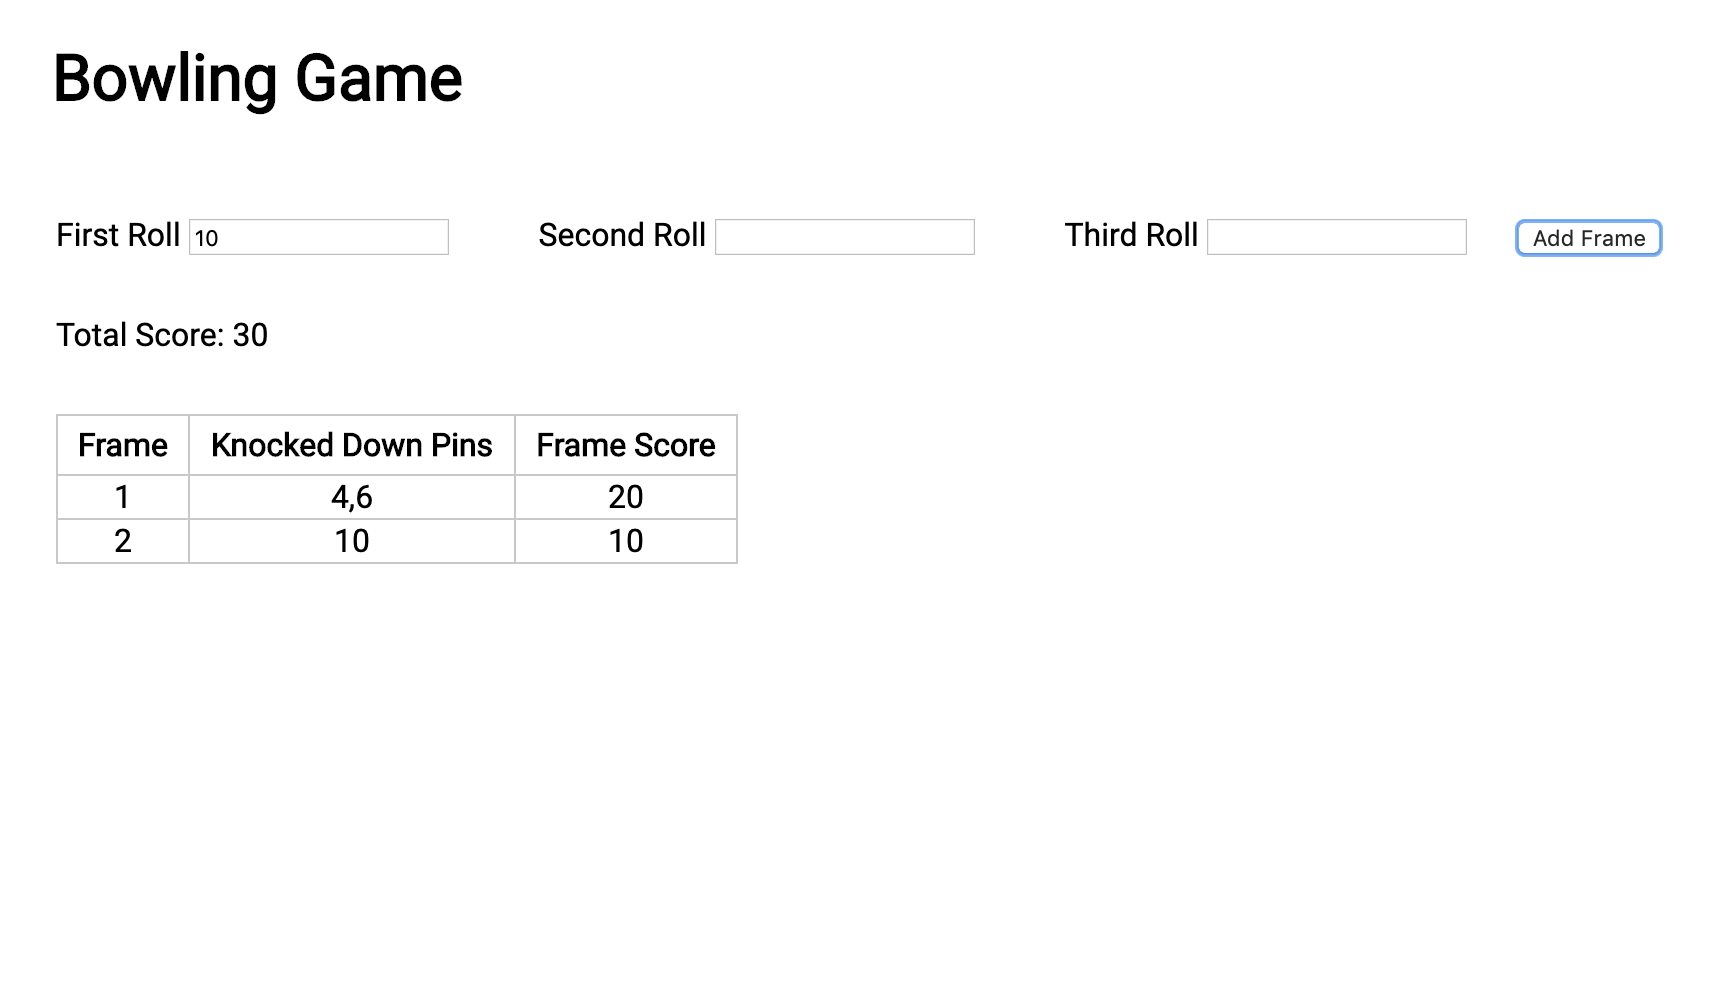 Bowling Game
First Roll 10 Second Roll Third Roll Add Frame
Total Score: 30
Frame Knocked Down Pins Frame Score
1 4,6 20
2 10 10